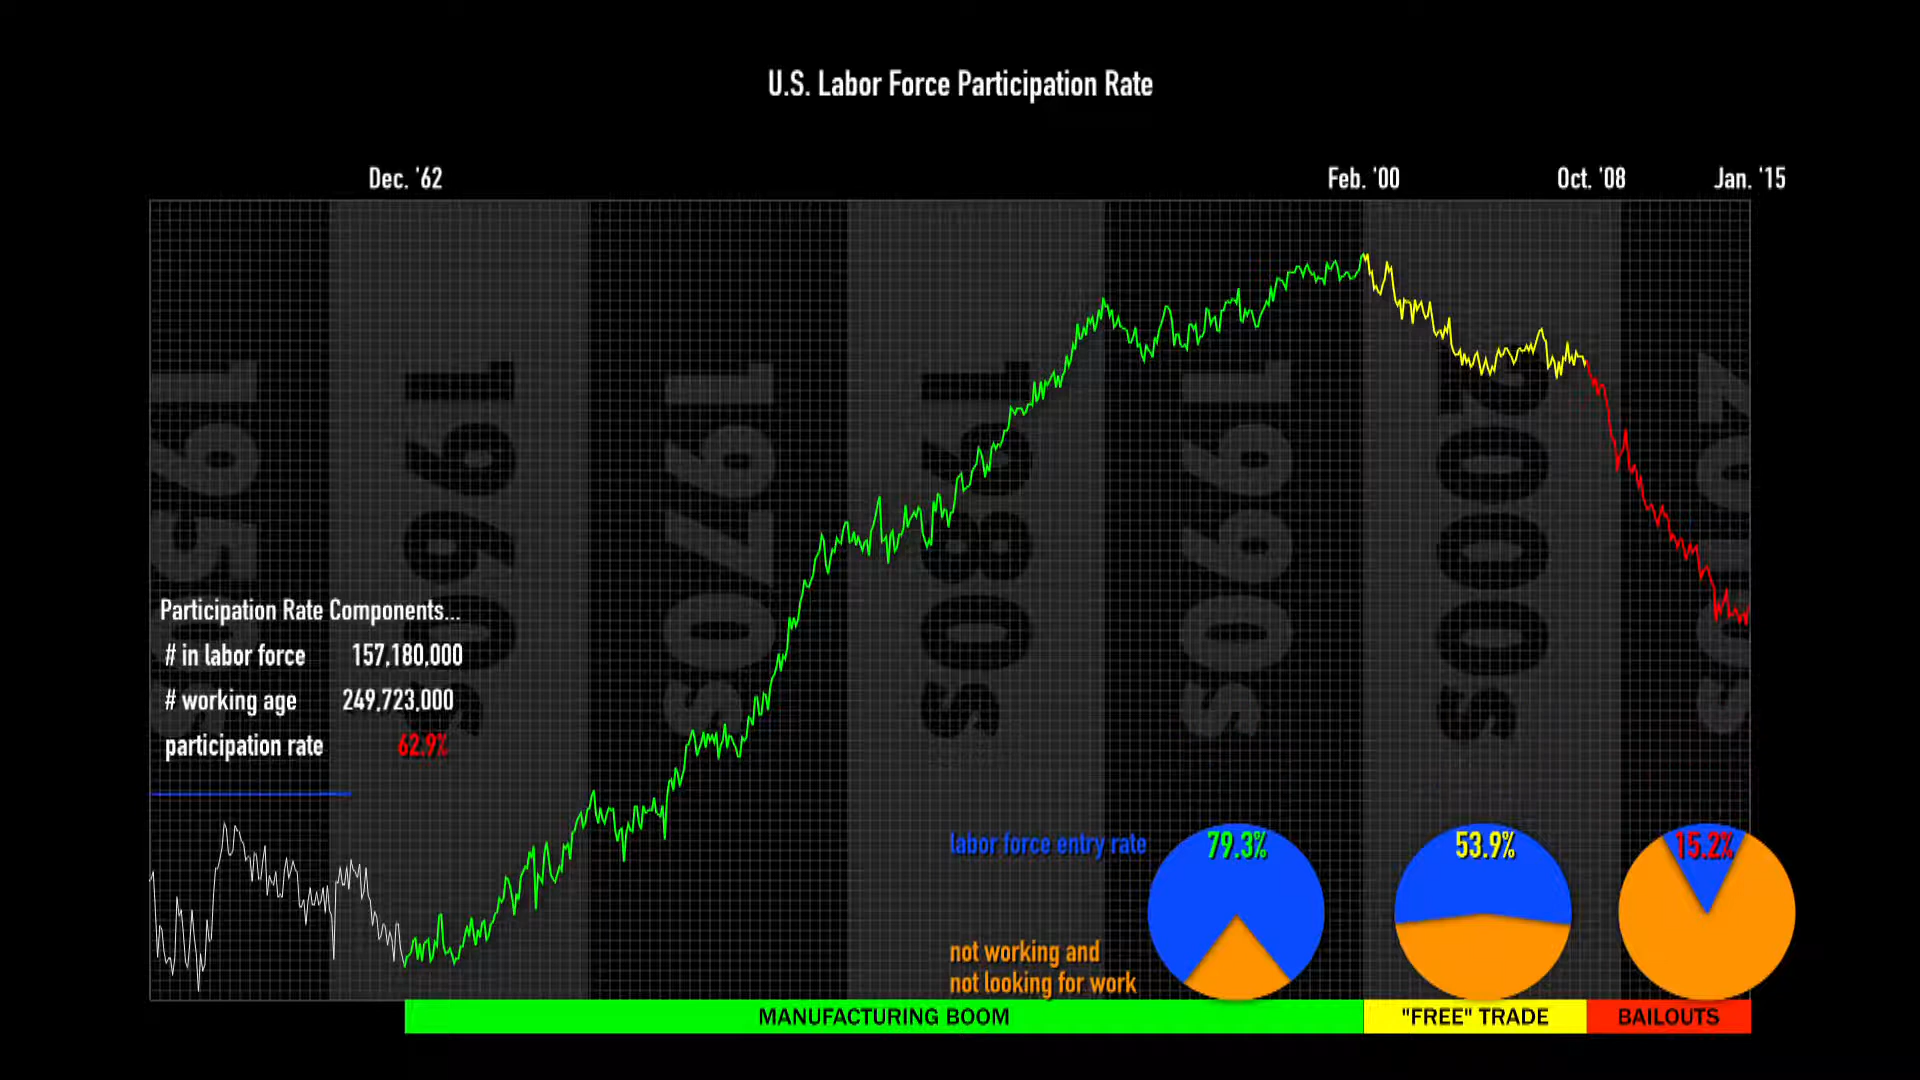 U.S. Labor Force Participation Rate
Dec. '62
Feb. '00
Oct. '08
Jan. '15
1950s
1960s
1970s
1980s
1990s
2000s
2010s
Participation Rate Components...
# in labor force 157,180,000
# working age 249,723,000
participation rate 62.9%
labor force entry rate
79.3%
53.9%
15.2%
not working and
not looking for work
MANUFACTURING BOOM
"FREE" TRADE
BAILOUTS